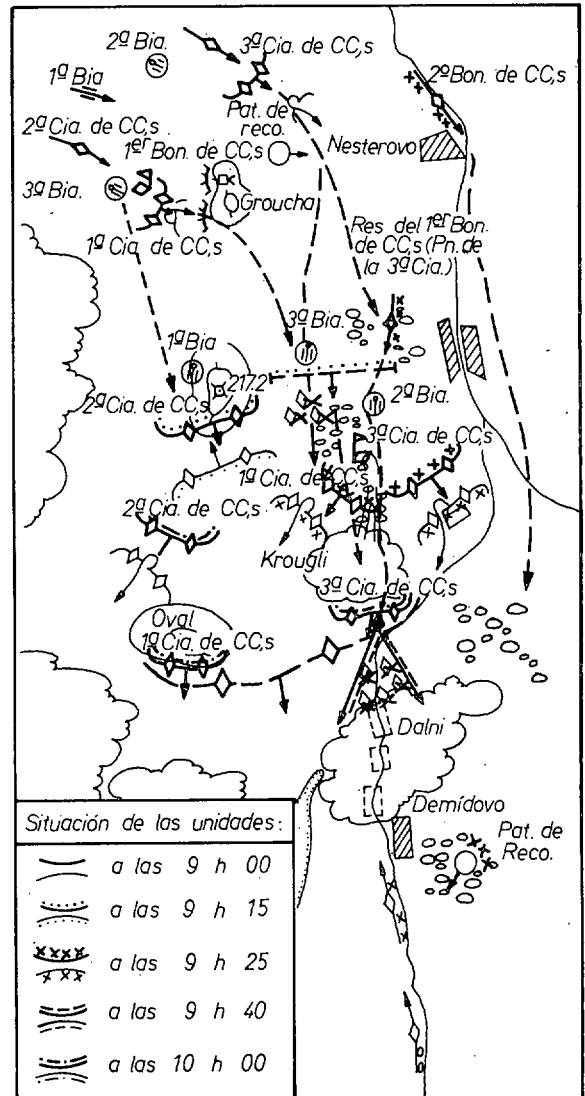 2ª Bia.
3ª Cia. de CC,s
1ª Bia
2º Bon. de CC,s
2ª Cia. de CC,s
Pat. de
reco.
1er Bon. de CC,s
Nesterovo
3ª Bia.
Groucha
1ª Cia. de CC,s
Res del 1er Bon.
de CC,s (Pn. de
la 3ª Cia.)
3ª Bia.
1ª Bia
217.2
2ª Bia.
2ª Cia. de CC,s
3ª Cia. de CC,s
1ª Cia. de CC,s
2ª Cia. de CC,s
Krougli
3ª Cia. de CC,s
Oval
1ª Cia. de CC,s
Dalni
Demídovo
Pat. de
Reco.
Situación de las unidades:
a las 9 h 00
a las 9 h 15
a las 9 h 25
a las 9 h 40
a las 10 h 00